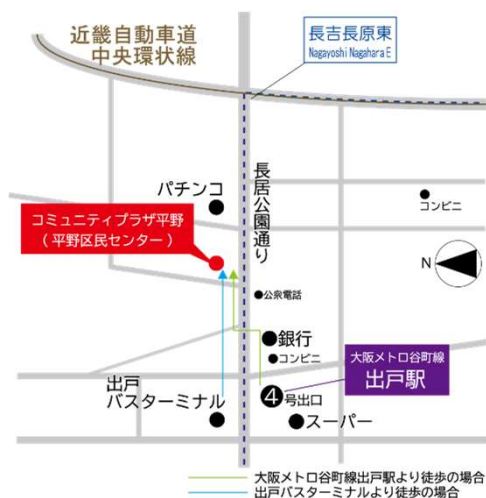 近畿自動車道
中央環状線
長吉長原東
Nagayoshi Nagahara E
長居公園通り
パチンコ
コンビニ
コミュニティプラザ平野
(平野区民センター)
N
公衆電話
銀行
コンビニ
大阪メトロ谷町線
出戸駅
出戸
バスターミナル
4号出口
スーパー
大阪メトロ谷町線出戸駅より徒歩の場合
出戸バスターミナルより徒歩の場合